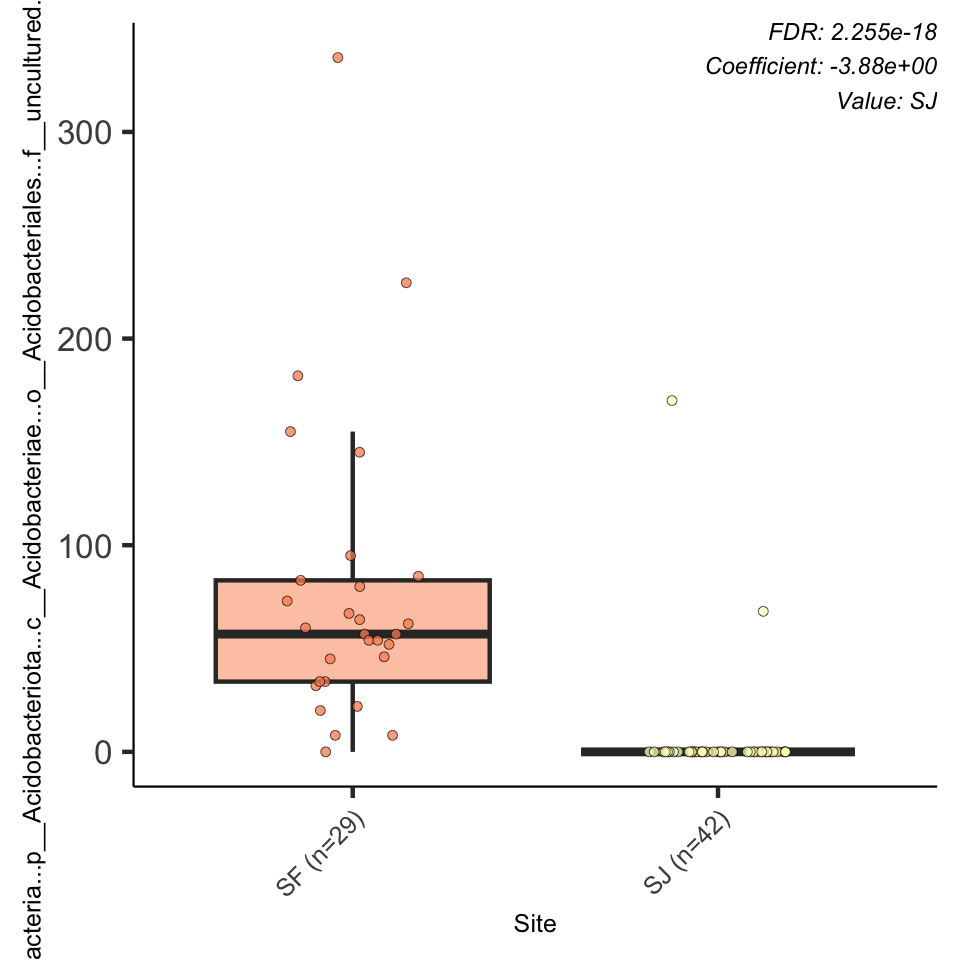 FDR: 2.255e-18
Coefficient: -3.88e+00
Value: SJ
acteria...p__Acidobacteriota...c__Acidobacteriae...o__Acidobacteriales...f__uncultured.
300
200
100
0
SF (n=29)
SJ (n=42)
Site